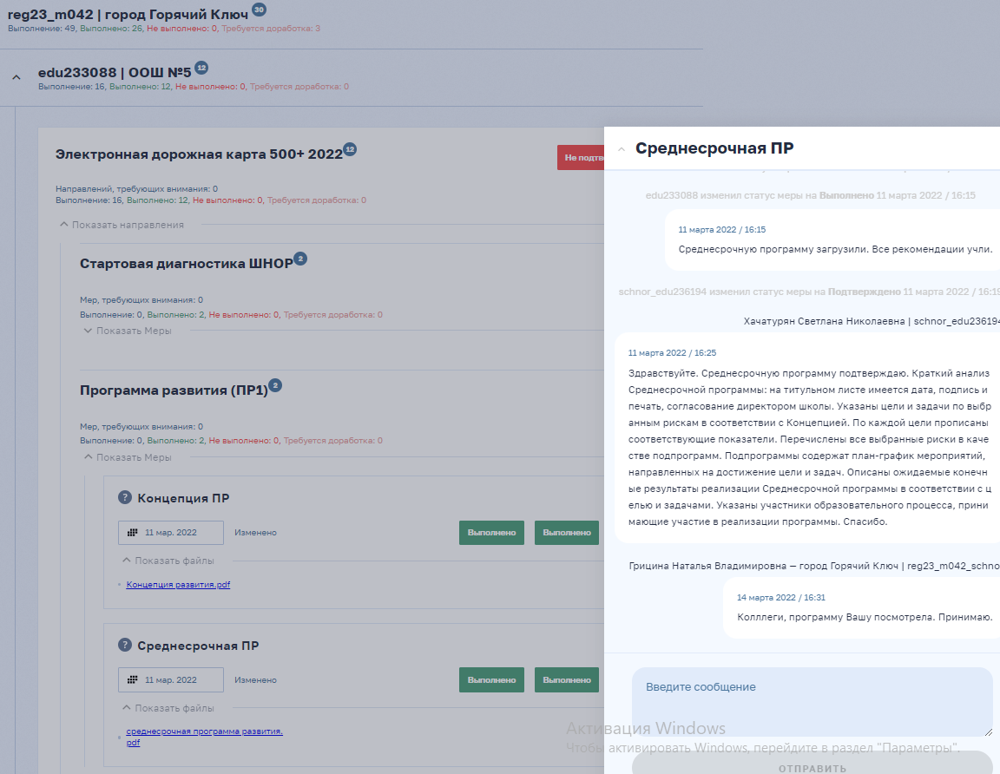 reg23_m042 | город Горячий Ключ 30
Выполнение: 49, Выполнено: 26, Не выполнено: 0, Требуется доработка: 3
edu233088 | ООШ №5 12
Выполнение: 16, Выполнено: 12, Не выполнено: 0, Требуется доработка: 0
Электронная дорожная карта 500+ 2022 12
Не подтве
Направлений, требующих внимания: 0
Выполнение: 16, Выполнено: 12, Не выполнено: 0, Требуется доработка: 0
Показать направления
Стартовая диагностика ШНОР 2
Мер, требующих внимания: 0
Выполнение: 0, Выполнено: 2, Не выполнено: 0, Требуется доработка: 0
Показать Меры
Программа развития (ПР1) 2
Мер, требующих внимания: 0
Выполнение: 0, Выполнено: 2, Не выполнено: 0, Требуется доработка: 0
Показать Меры
? Концепция ПР
11 мар. 2022 Изменено Выполнено Выполнено
Показать файлы
Концепция развития.pdf
? Среднесрочная ПР
11 мар. 2022 Изменено Выполнено Выполнено
Показать файлы
среднесрочная программа развития.
pdf
Среднесрочная ПР
edu233088 изменил статус меры на Выполнено 11 марта 2022 / 16:15
11 марта 2022 / 16:15
Среднесрочную программу загрузили. Все рекомендации учли.
schnor_edu236194 изменил статус меры на Подтверждено 11 марта 2022 / 16:19
Хачатурян Светлана Николаевна | schnor_edu236194
11 марта 2022 / 16:25
Здравствуйте. Среднесрочную программу подтверждаю. Краткий анализ
Среднесрочной программы: на титульном листе имеется дата, подпись и
печать, согласование директором школы. Указаны цели и задачи по выбр
анным рискам в соответствии с Концепцией. По каждой цели прописаны
соответствующие показатели. Перечислены все выбранные риски в каче
стве подпрограмм. Подпрограммы содержат план-график мероприятий,
направленных на достижение цели и задач. Описаны ожидаемые конечн
ые результаты реализации Среднесрочной программы в соответствии с ц
елью и задачами. Указаны участники образовательного процесса, прини
мающие участие в реализации программы. Спасибо.
Грицина Наталья Владимировна — город Горячий Ключ | reg23_m042_schno
14 марта 2022 / 16:31
Колллеги, программу Вашу посмотрела. Принимаю.
Введите сообщение
Активация Windows
Чтобы активировать Windows, перейдите в раздел "Параметры".
ОТПРАВИТЬ